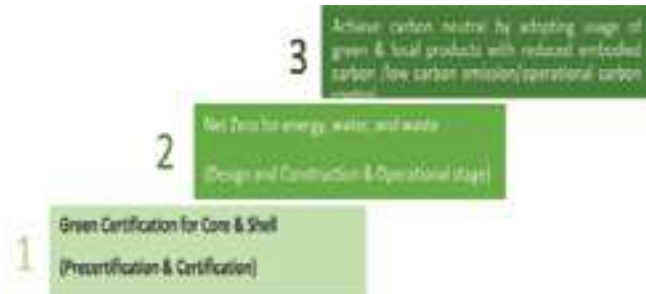 3
Achieve carbon neutral by adopting usage of
green & local products with reduced embodied
carbon /low carbon emission/operational carbon
2
Net Zero for energy, water, and waste
(Design and Construction & Operational stage)
1
Green Certification for Core & Shell
(Precertification & Certification)